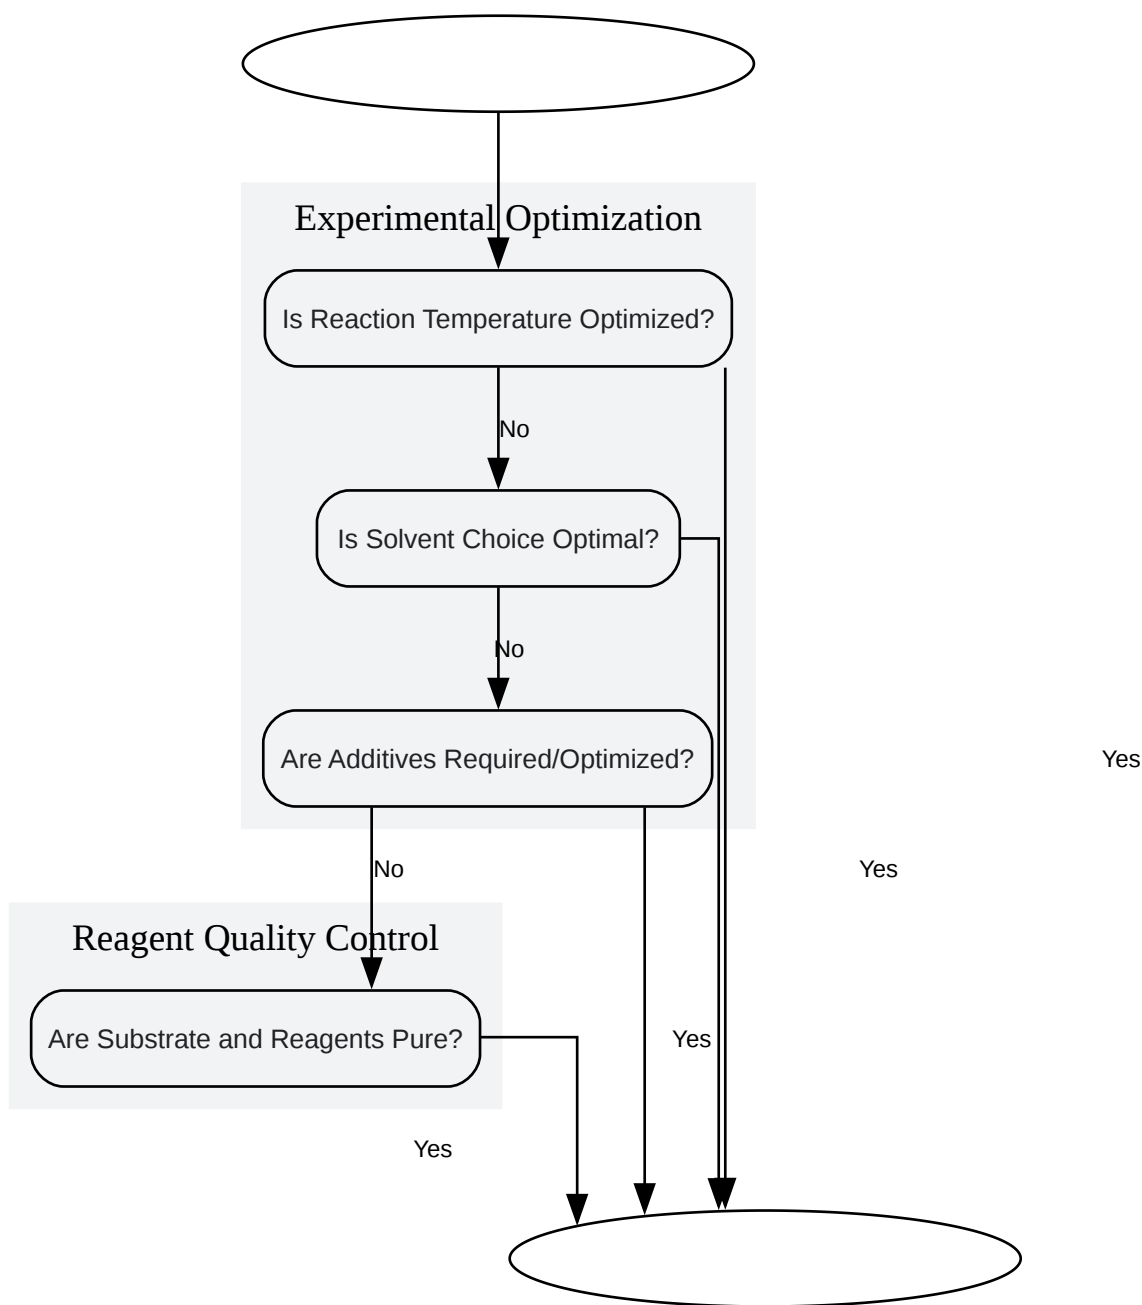 Experimental Optimization
Is Reaction Temperature Optimized?
No
Is Solvent Choice Optimal?
No
Are Additives Required/Optimized?
Yes
No
Yes
Reagent Quality Control
Are Substrate and Reagents Pure?
Yes
Yes